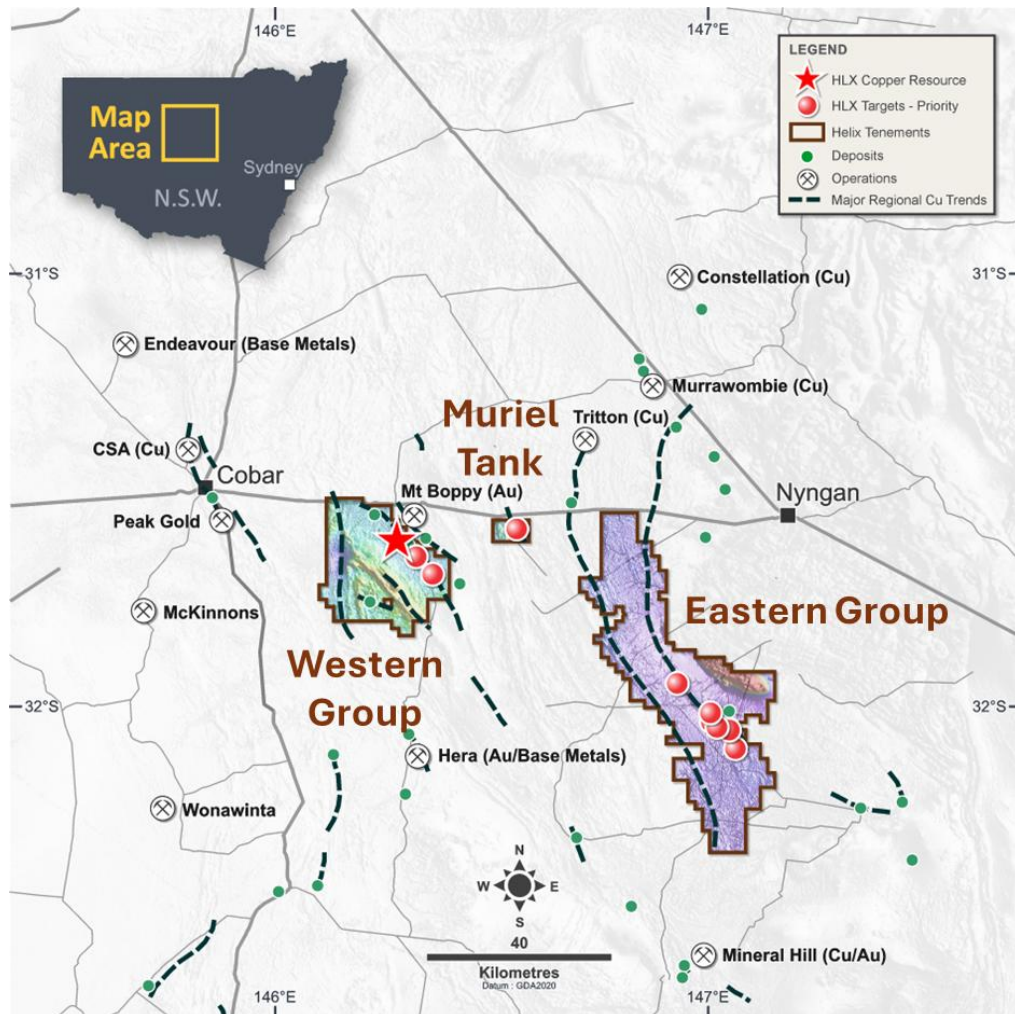 146°E
147°E
LEGEND
HLX Copper Resource
HLX Targets - Priority
Helix Tenements
Deposits
Operations
Major Regional Cu Trends
Map
Area
Sydney
N.S.W.
31°S
31°S
Constellation (Cu)
Endeavour (Base Metals)
Murrawombie (Cu)
Muriel
Tank
Tritton (Cu)
CSA (Cu)
Cobar
Mt Boppy (Au)
Nyngan
Peak Gold
McKinnons
Eastern Group
Western
Group
32°S
32°S
Hera (Au/Base Metals)
Wonawinta
N
W
E
S
40
Kilometres
Datum : GDA2020
Mineral Hill (Cu/Au)
146°E
147°E